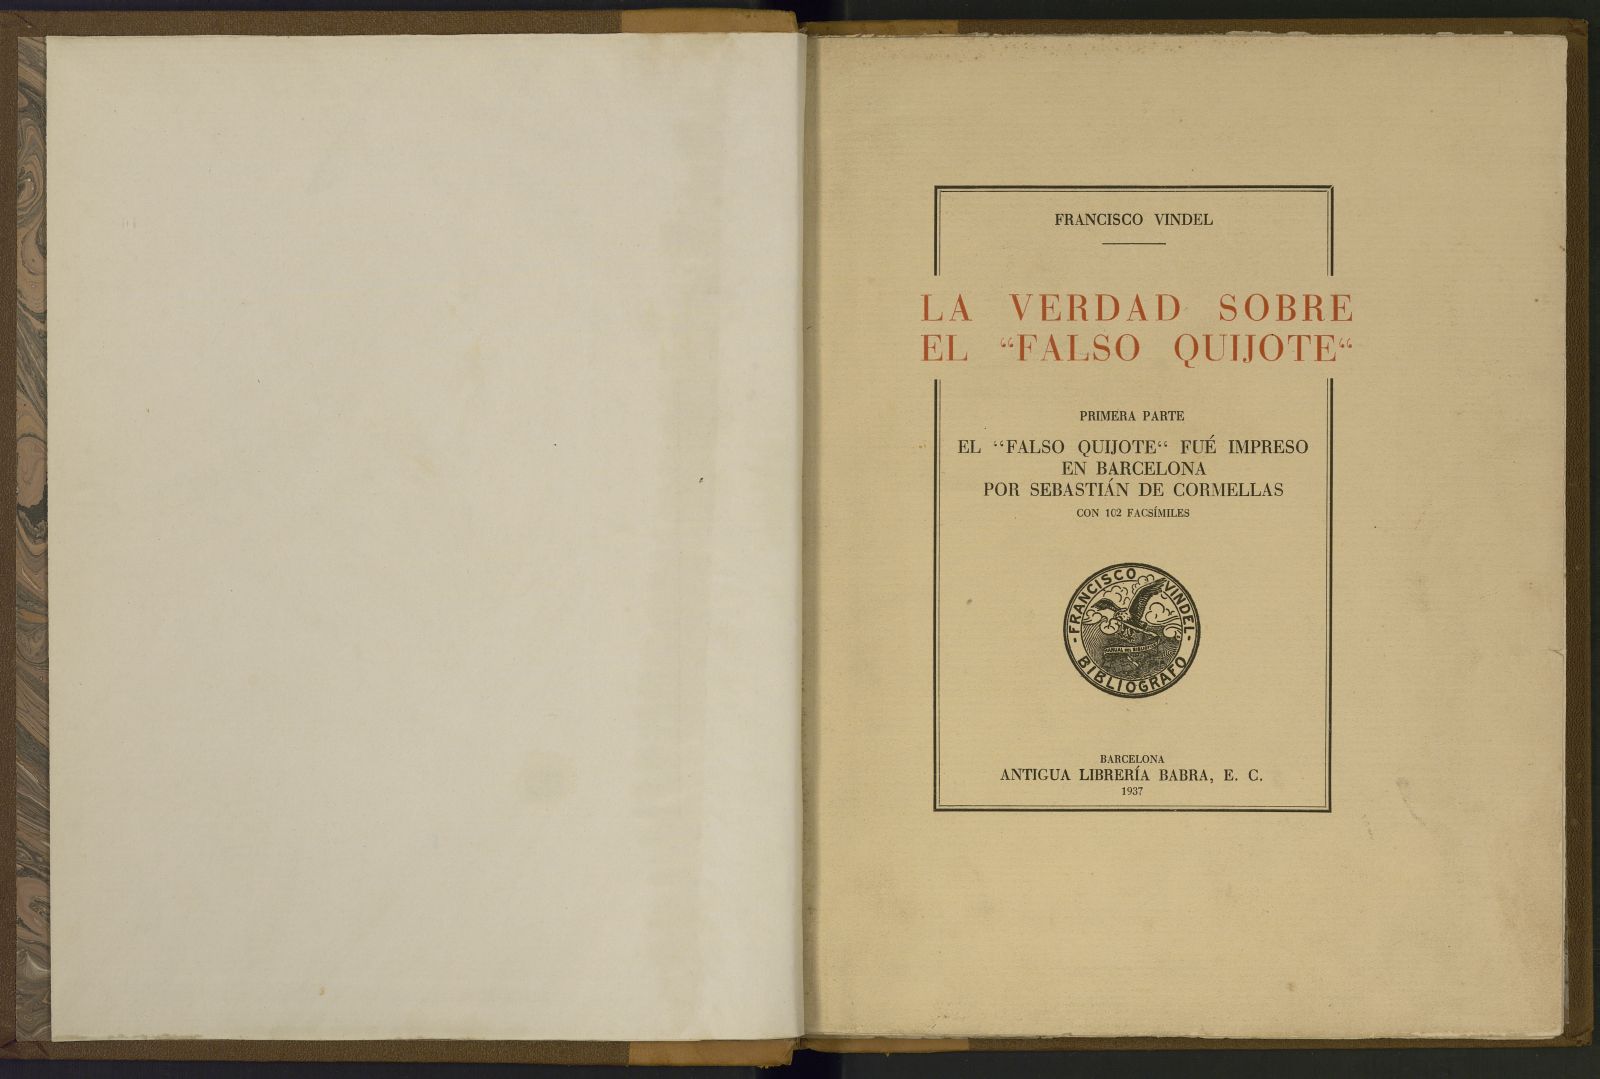 FRANCISCO VINDEL
LA VERDAD SOBRE
EL “FALSO QUIJOTE“
PRIMERA PARTE
EL “FALSO QUIJOTE“ FUÉ IMPRESO
EN BARCELONA
POR SEBASTIÁN DE CORMELLAS
CON 102 FACSÍMILES
- FRANCISCO VINDEL -
BIBLIOGRAFO
BARCELONA
ANTIGUA LIBRERÍA BABRA, E. C.
1937